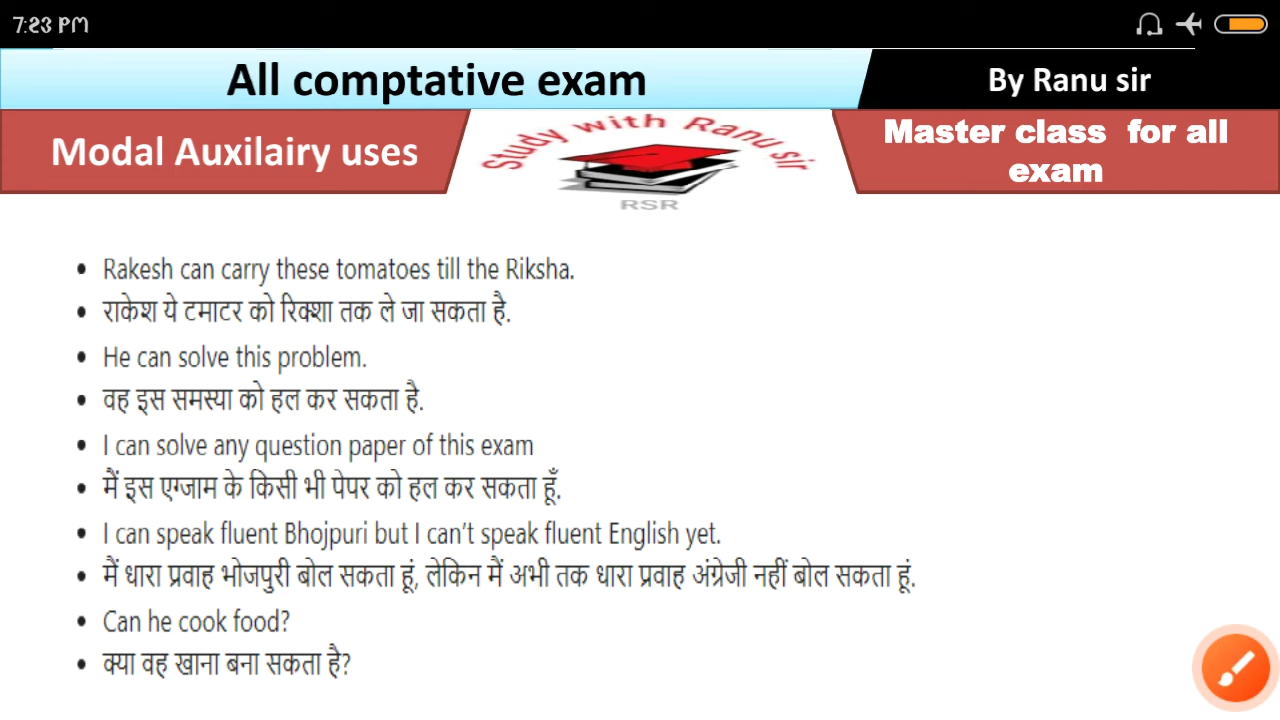 7:23 PM
All comptative exam
By Ranu sir
Modal Auxilairy uses
Study with Ranu sir
RSR
Master class for all
exam
• Rakesh can carry these tomatoes till the Riksha.
• राकेश ये टमाटर को रिक्शा तक ले जा सकता है.
• He can solve this problem.
• वह इस समस्या को हल कर सकता है.
• I can solve any question paper of this exam
• मैं इस एग्जाम के किसी भी पेपर को हल कर सकता हूँ.
• I can speak fluent Bhojpuri but I can’t speak fluent English yet.
• मैं धारा प्रवाह भोजपुरी बोल सकता हूं, लेकिन मैं अभी तक धारा प्रवाह अंग्रेजी नहीं बोल सकता हूं.
• Can he cook food?
• क्या वह खाना बना सकता है?